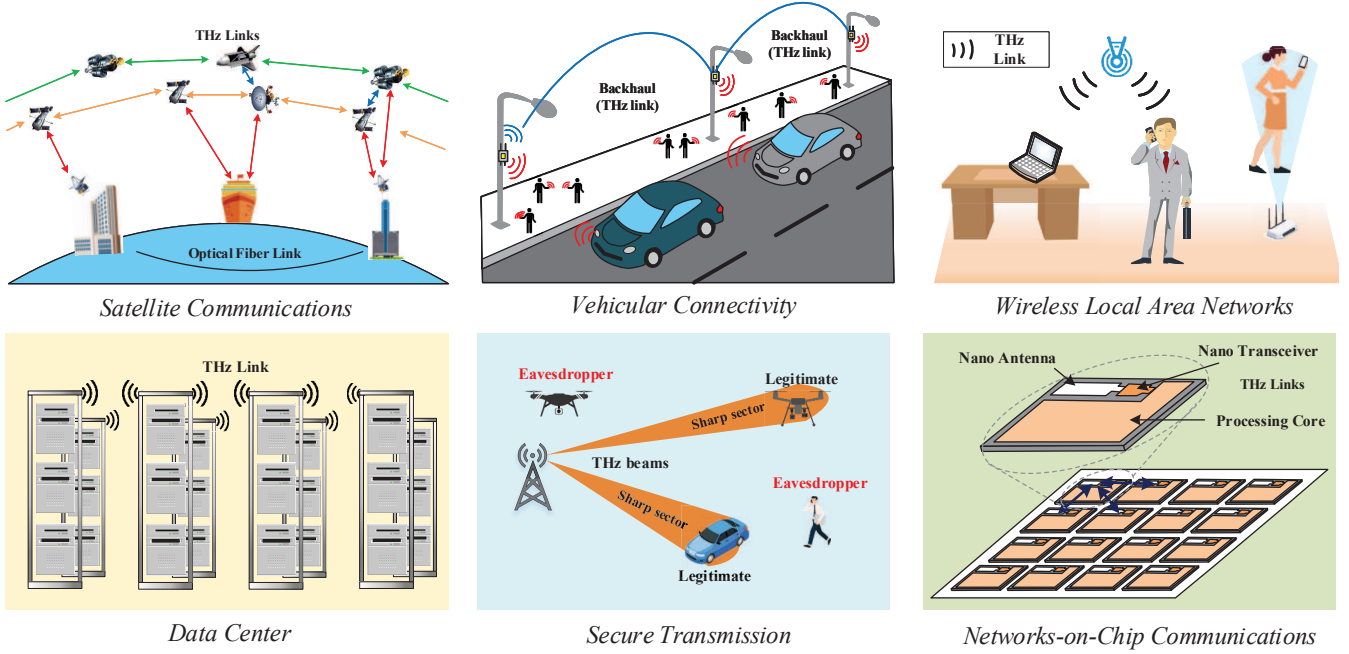 THz Links
Optical Fiber Link
Satellite Communications
Backhaul
(THz link)
Backhaul
(THz link)
Vehicular Connectivity
THz
Link
Wireless Local Area Networks
THz Link
Data Center
Eavesdropper
Legitimate
Sharp sector
THz beams
Sharp sector
Eavesdropper
Legitimate
Secure Transmission
Nano Antenna
Nano Transceiver
THz Links
Processing Core
Networks-on-Chip Communications